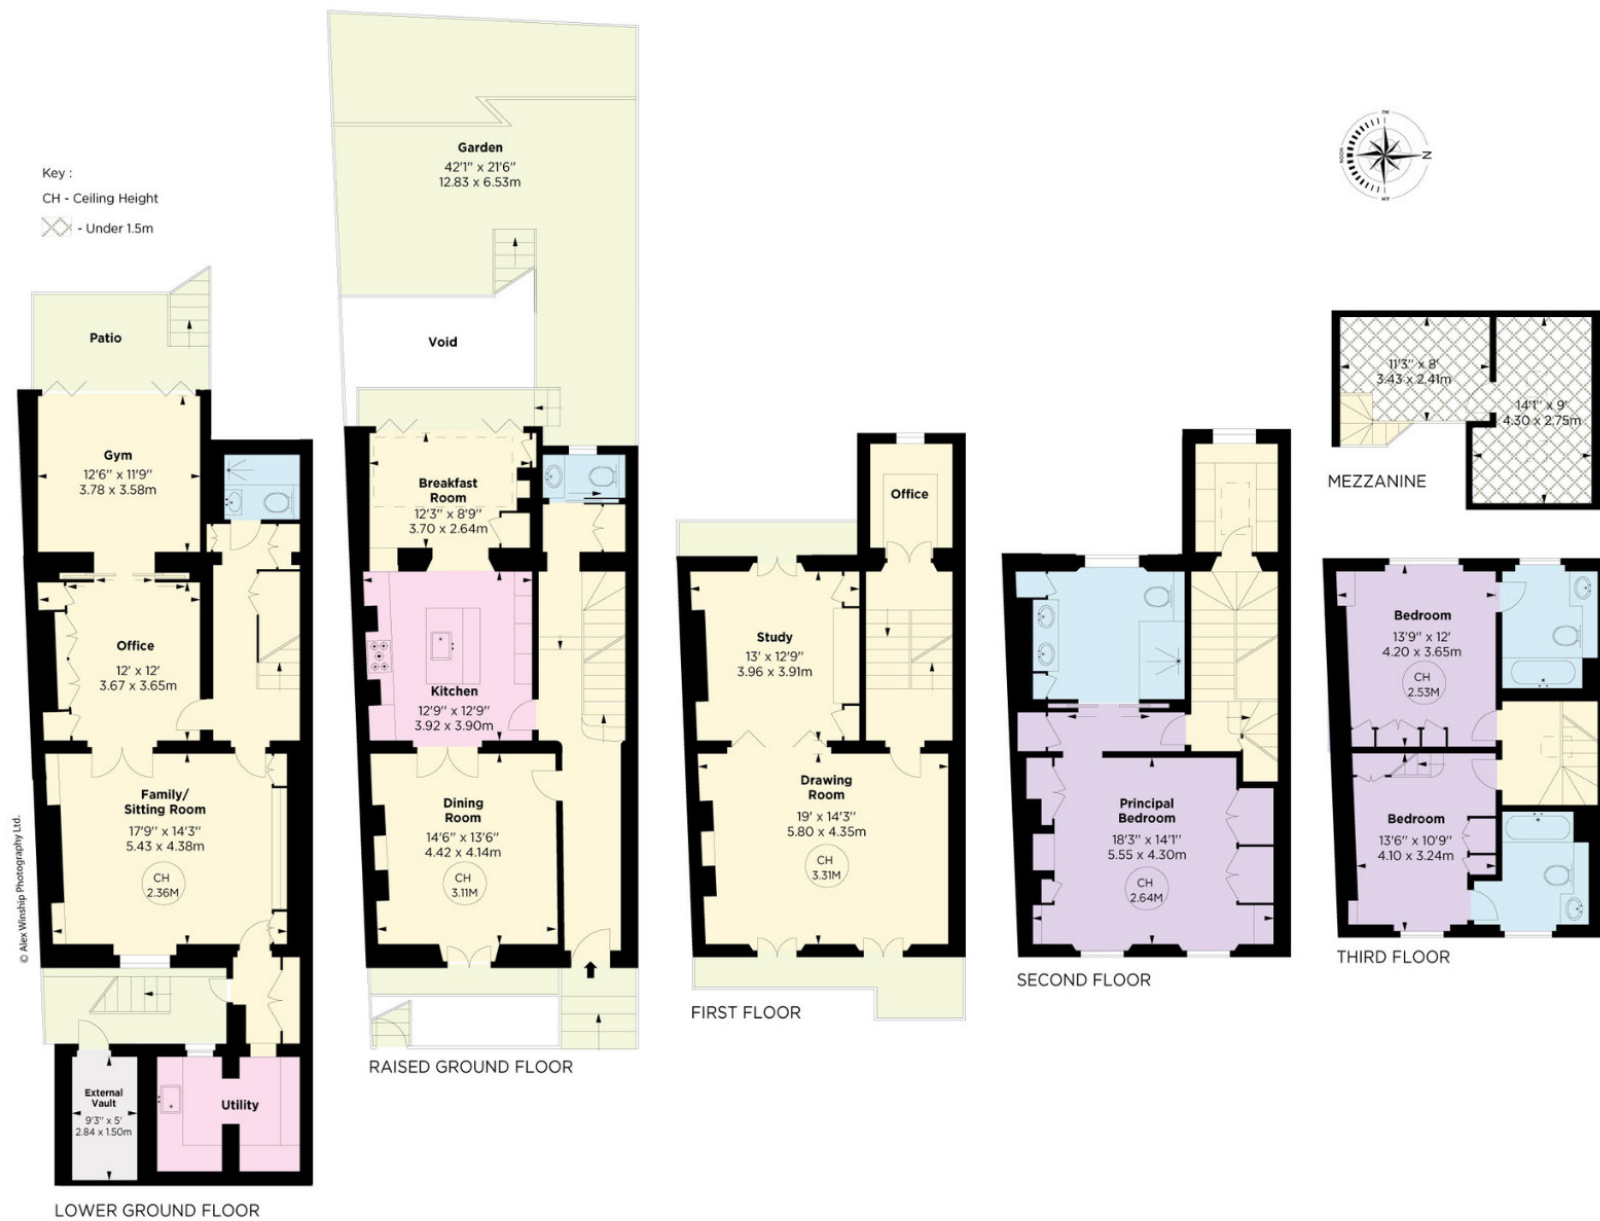 Key :
CH - Ceiling Height
- Under 1.5m
Patio
Gym
12'6" x 11'9"
3.78 x 3.58m
Office
12' x 12'
3.67 x 3.65m
Family/
Sitting Room
17'9" x 14'3"
5.43 x 4.38m
CH
2.36M
External
Vault
9'3" x 5'
2.84 x 1.50m
Utility
LOWER GROUND FLOOR
© Alex Winship Photography Ltd.
Garden
42'1" x 21'6"
12.83 x 6.53m
Void
Breakfast
Room
12'3" x 8'9"
3.70 x 2.64m
Kitchen
12'9" x 12'9"
3.92 x 3.90m
Dining
Room
14'6" x 13'6"
4.42 x 4.14m
CH
3.11M
RAISED GROUND FLOOR
Office
Study
13' x 12'9"
3.96 x 3.91m
Drawing
Room
19' x 14'3"
5.80 x 4.35m
CH
3.31M
FIRST FLOOR
Principal
Bedroom
18'3" x 14'1"
5.55 x 4.30m
CH
2.64M
SECOND FLOOR
N
11'3" x 8'
3.43 x 2.41m
14'1" x 9'
4.30 x 2.75m
MEZZANINE
Bedroom
13'9" x 12'
4.20 x 3.65m
CH
2.53M
Bedroom
13'6" x 10'9"
4.10 x 3.24m
THIRD FLOOR